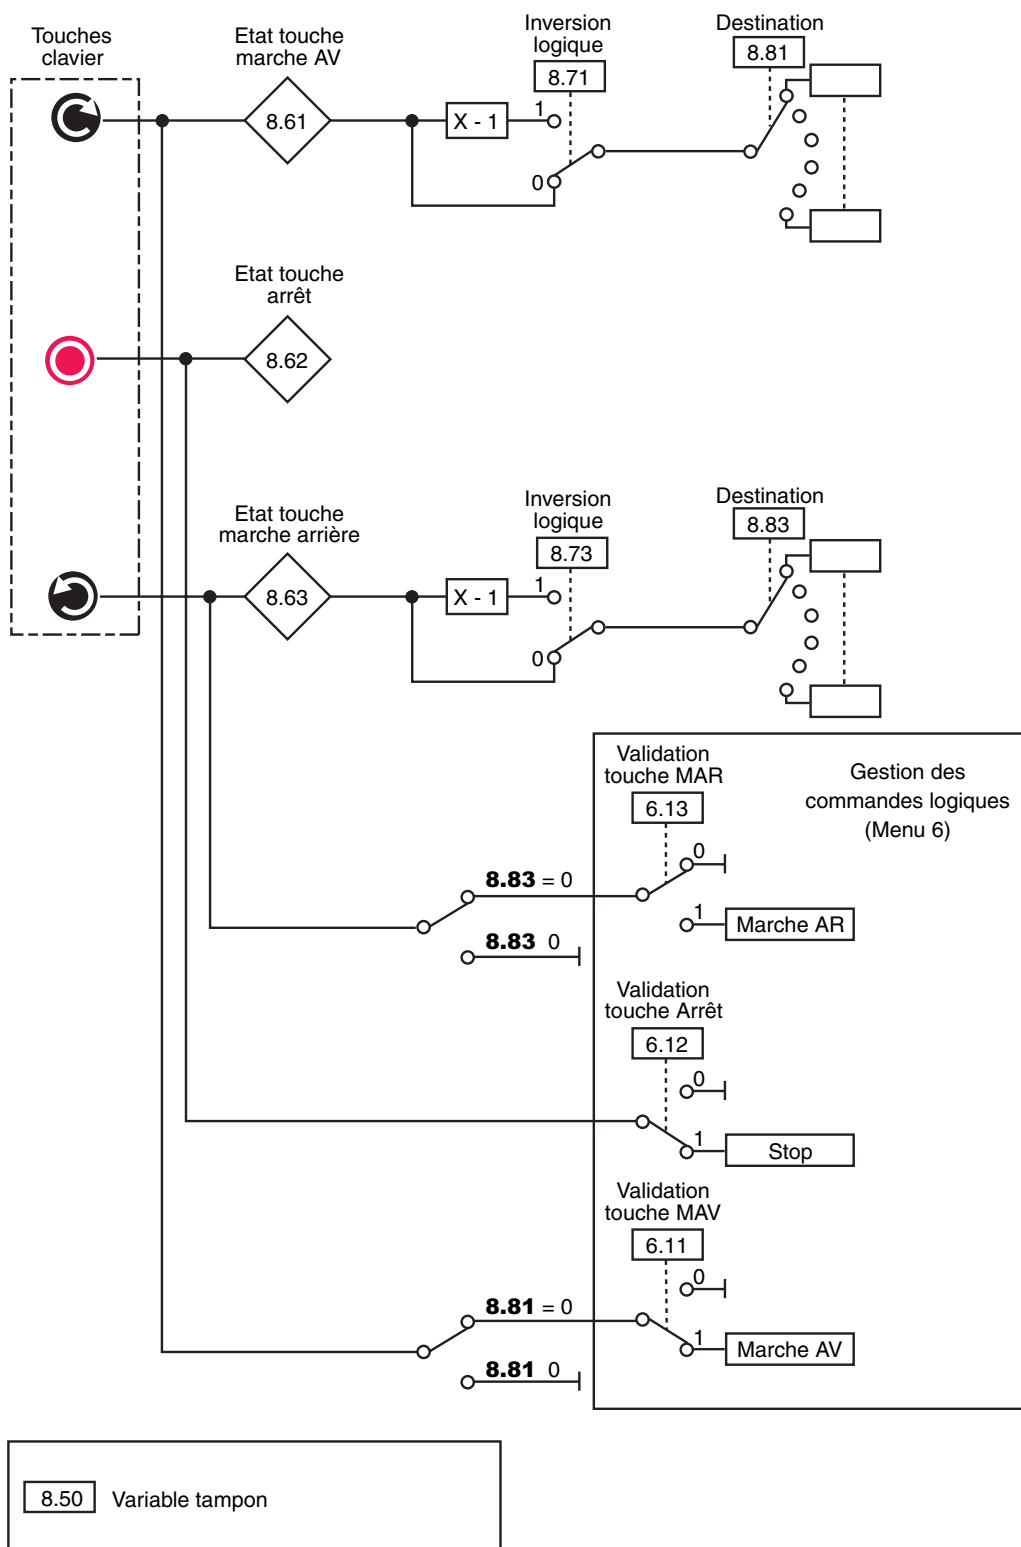 Touches
clavier
Etat touche
marche AV
8.61
X - 1
1
0
Inversion
logique
8.71
Destination
8.81
Etat touche
arrêt
8.62
Etat touche
marche arrière
8.63
X - 1
1
0
Inversion
logique
8.73
Destination
8.83
Gestion des
commandes logiques
(Menu 6)
Validation
touche MAR
6.13
0
8.83 = 0
1
Marche AR
8.83 0
Validation
touche Arrêt
6.12
0
1
Stop
Validation
touche MAV
6.11
0
8.81 = 0
1
Marche AV
8.81 0
8.50 Variable tampon